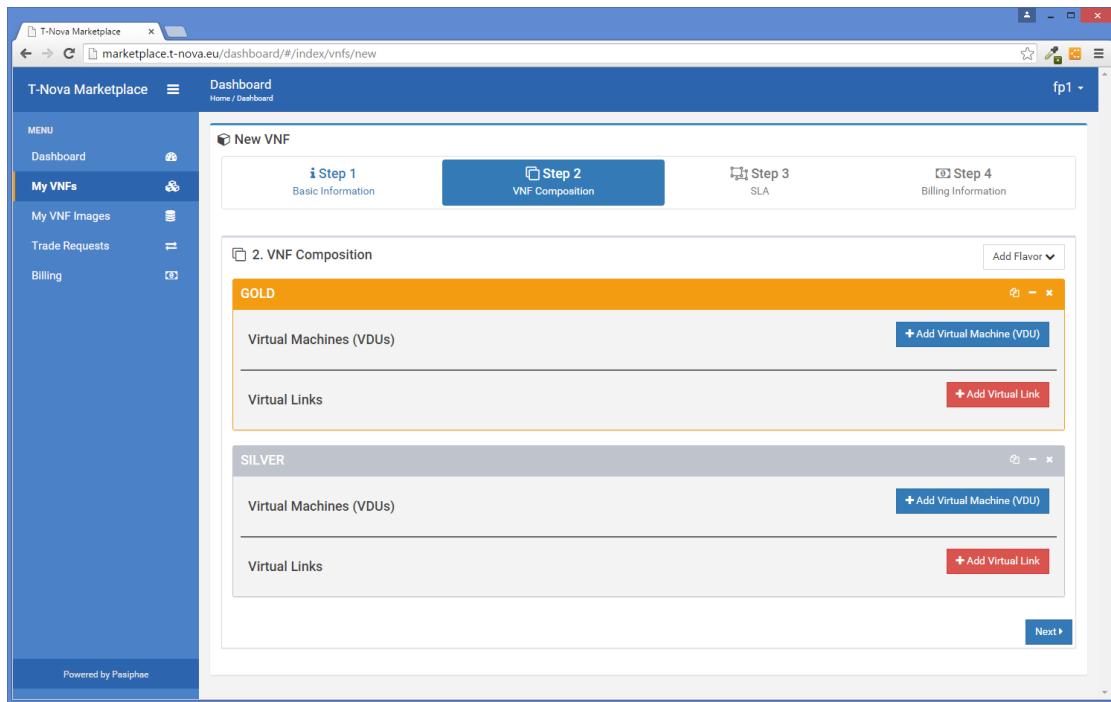 T-Nova Marketplace
marketplace.t-nova.eu/dashboard/#/index/vnfs/new
T-Nova Marketplace
Dashboard
Home / Dashboard
fp1
MENU
Dashboard
My VNFs
My VNF Images
Trade Requests
Billing
New VNF
Step 1
Basic Information
Step 2
VNF Composition
Step 3
SLA
Step 4
Billing Information
2. VNF Composition
Add Flavor
GOLD
Virtual Machines (VDUs)
Add Virtual Machine (VDU)
Virtual Links
Add Virtual Link
SILVER
Virtual Machines (VDUs)
Add Virtual Machine (VDU)
Virtual Links
Add Virtual Link
Next
Powered by Pasiphae